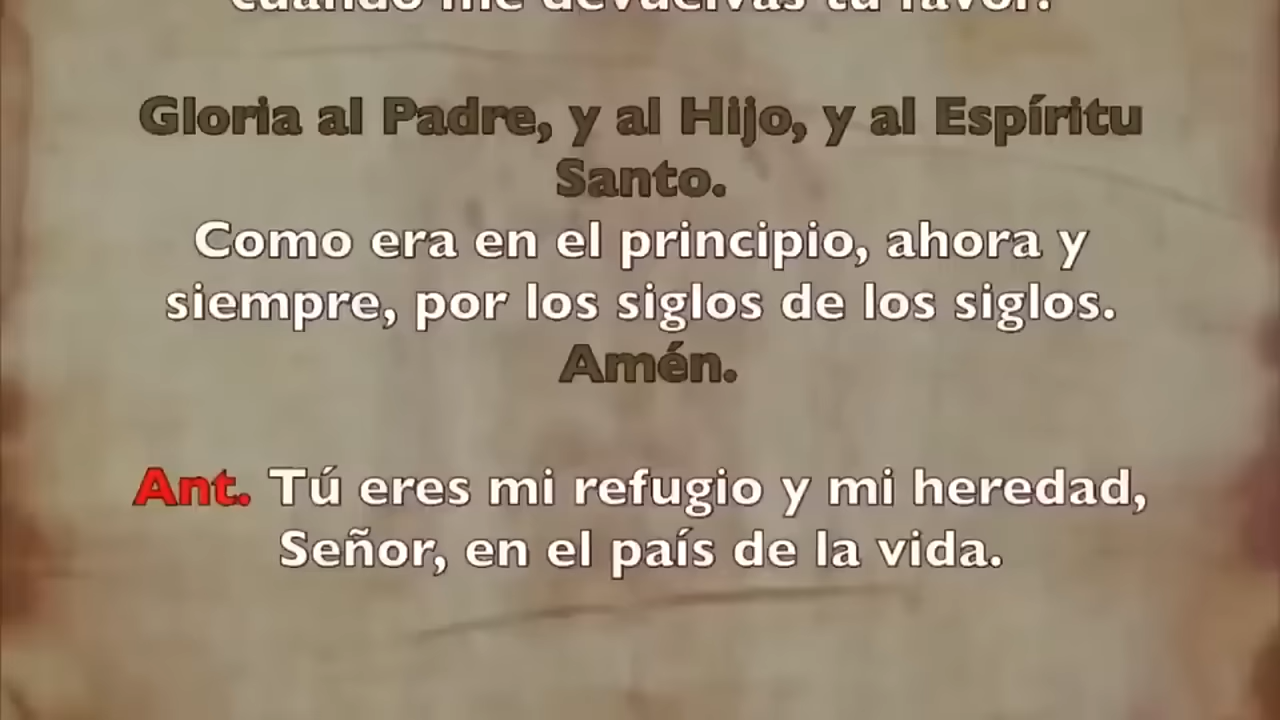 cuando me devuelvas tu favor.
Gloria al Padre, y al Hijo, y al Espíritu
Santo.
Como era en el principio, ahora y
siempre, por los siglos de los siglos.
Amén.
Ant. Tú eres mi refugio y mi heredad,
Señor, en el país de la vida.